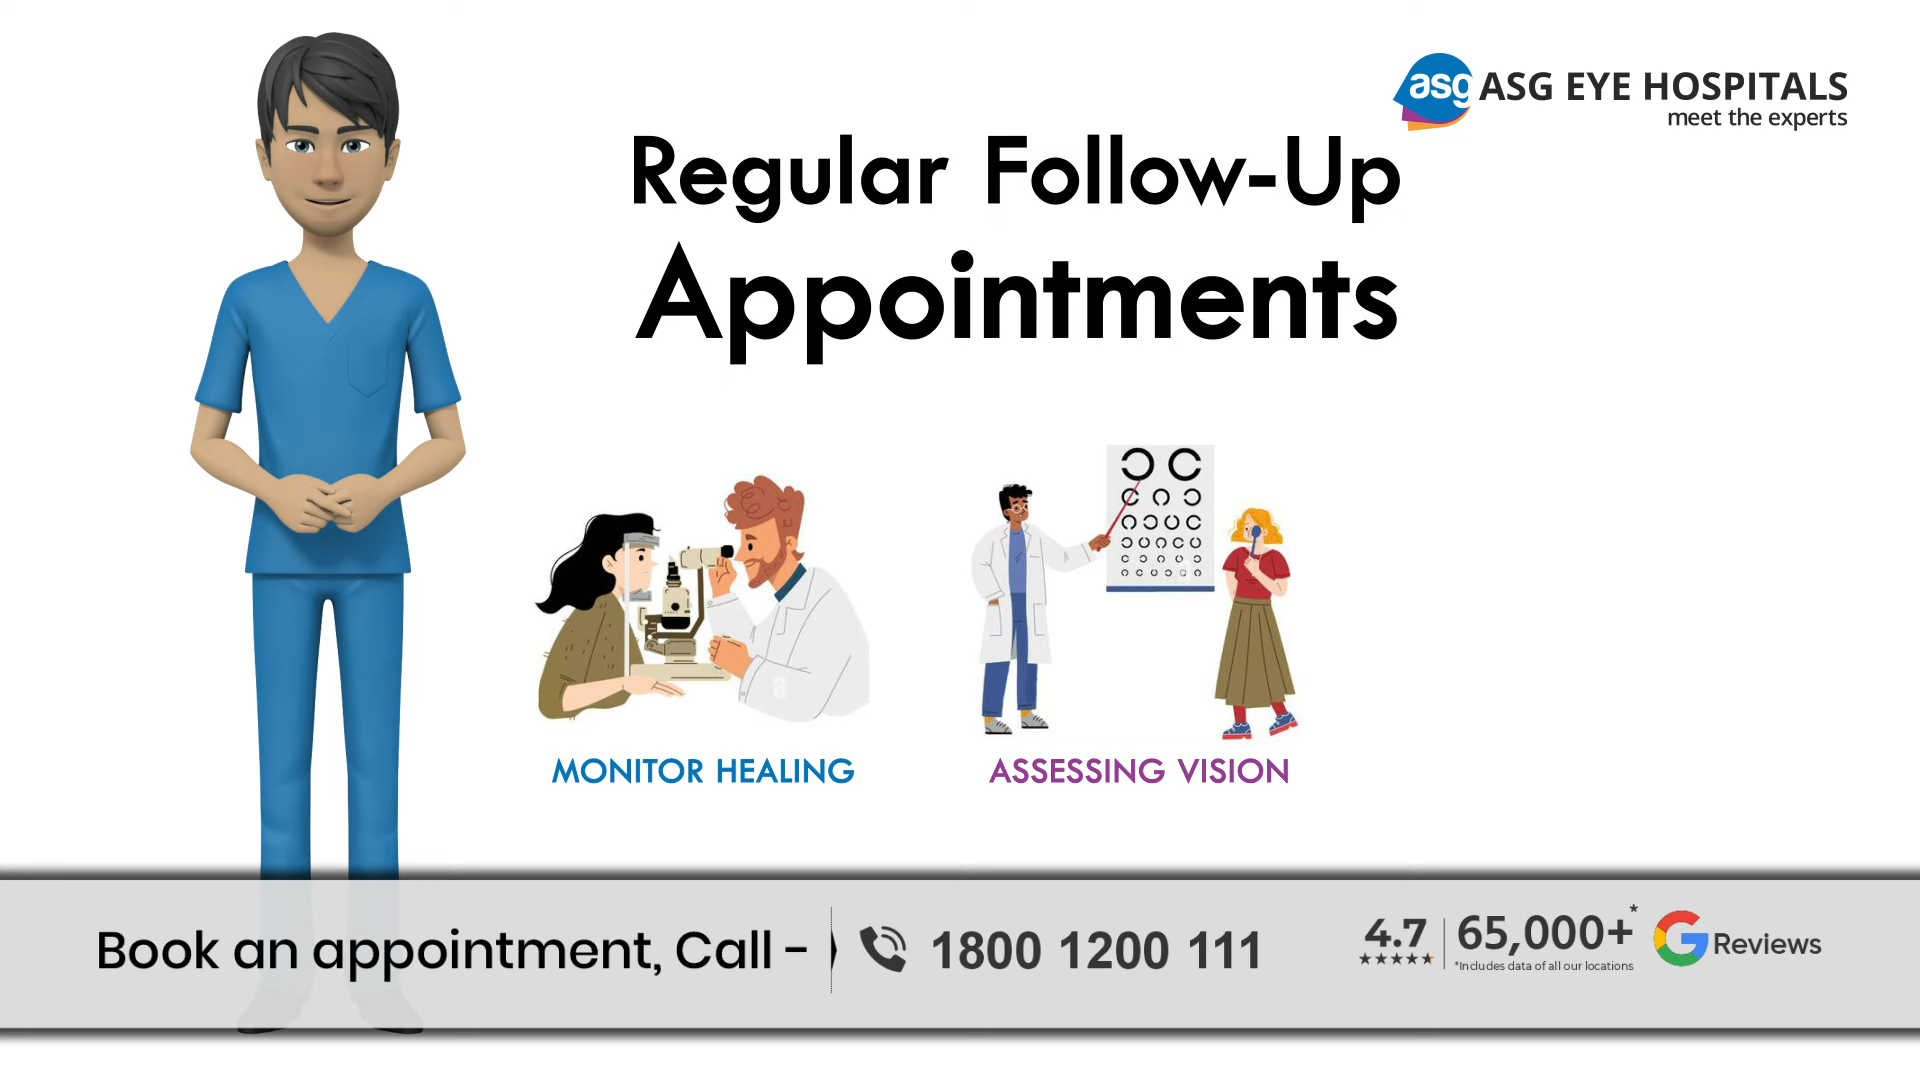 asg ASG EYE HOSPITALS
meet the experts
Regular Follow-Up
Appointments
MONITOR HEALING
ASSESSING VISION
Book an appointment, Call -
1800 1200 111
4.7
65,000+*
*Includes data of all our locations
G Reviews